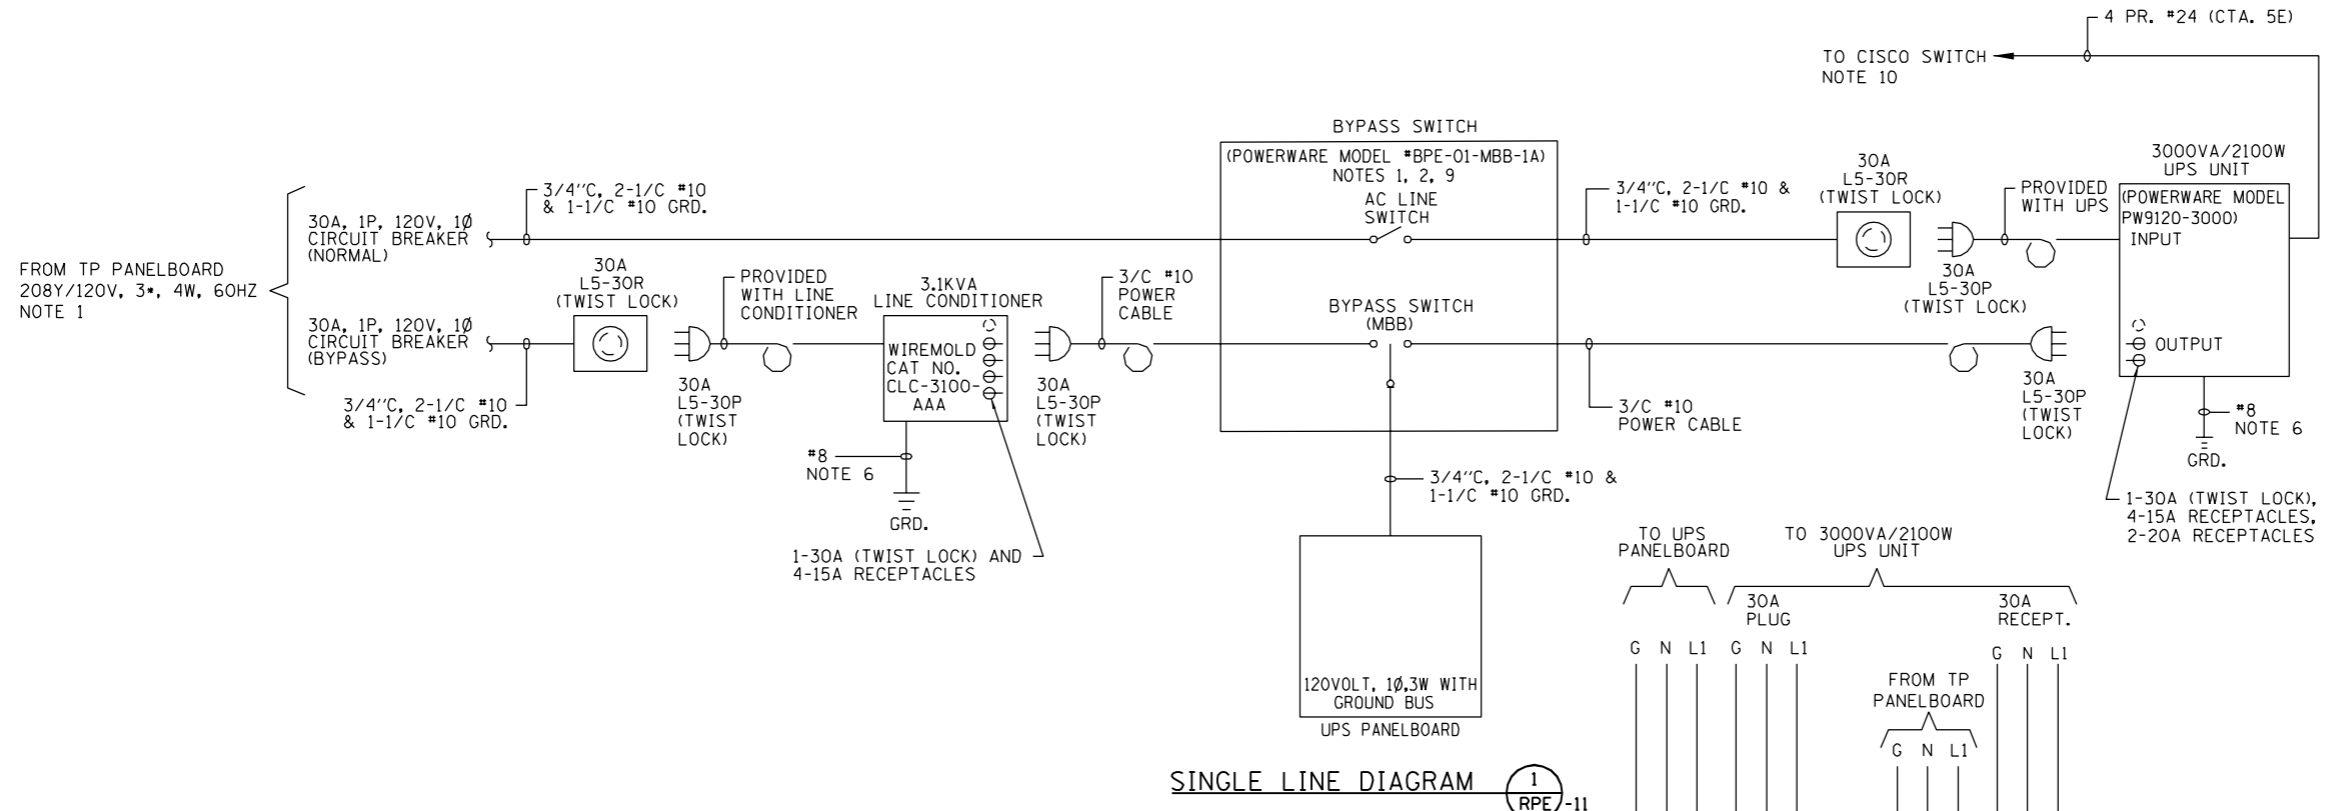 4 PR. #24 (CTA. 5E)
TO CISCO SWITCH
NOTE 10
BYPASS SWITCH
(POWERWARE MODEL #BPE-01-MBB-1A)
NOTES 1, 2, 9
AC LINE
SWITCH
3/4"C, 2-1/C #10
& 1-1/C #10 GRD.
30A, 1P, 120V, 1Ø
CIRCUIT BREAKER
(NORMAL)
FROM TP PANELBOARD
208Y/120V, 3*, 4W, 60HZ
NOTE 1
30A, 1P, 120V, 1Ø
CIRCUIT BREAKER
(BYPASS)
3/4"C, 2-1/C #10
& 1-1/C #10 GRD.
30A
L5-30R
(TWIST LOCK)
PROVIDED
WITH LINE
CONDITIONER
30A
L5-30P
(TWIST
LOCK)
3.1KVA
LINE CONDITIONER
WIREMOLD
CAT NO.
CLC-3100-
AAA
#8
NOTE 6
GRD.
1-30A (TWIST LOCK) AND
4-15A RECEPTACLES
3/C #10
POWER
CABLE
30A
L5-30P
(TWIST
LOCK)
BYPASS SWITCH
(MBB)
3/4"C, 2-1/C #10 &
1-1/C #10 GRD.
3/C #10
POWER CABLE
3/4"C, 2-1/C #10 &
1-1/C #10 GRD.
120VOLT, 1Ø,3W WITH
GROUND BUS
UPS PANELBOARD
30A
L5-30R
(TWIST LOCK)
30A
L5-30P
(TWIST LOCK)
PROVIDED
WITH UPS
3000VA/2100W
UPS UNIT
(POWERWARE MODEL
PW9120-3000)
INPUT
OUTPUT
30A
L5-30P
(TWIST
LOCK)
#8
NOTE 6
GRD.
1-30A (TWIST LOCK),
4-15A RECEPTACLES,
2-20A RECEPTACLES
TO UPS
PANELBOARD
TO 3000VA/2100W
UPS UNIT
30A
PLUG
30A
RECEPT.
G N L1 G N L1
G N L1
FROM TP
PANELBOARD
G N L1
SINGLE LINE DIAGRAM
1
RPE -11